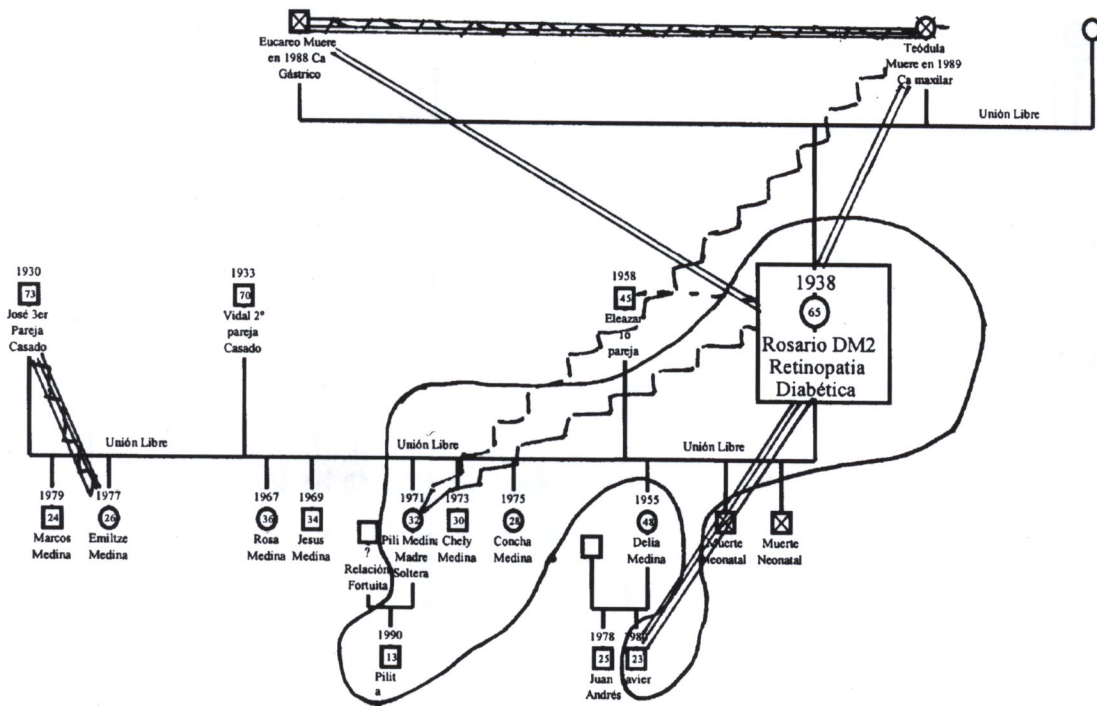 Eucareo Muere
en 1988 Ca
Gástrico
Teódula
Muere en 1989
Ca maxilar
Unión Libre
1930
73
José 3er
Pareja
Casado
1933
70
Vidal 2ª
pareja
Casado
1958
45
Eleazar
1ª
pareja
1938
65
Rosario DM2
Retinopatia
Diabética
Unión Libre
Unión Libre
Unión Libre
1979
24
Marcos
Medina
1977
26
Emiltze
Medina
1967
36
Rosa
Medina
1969
34
Jesus
Medina
?
Relación
Fortuita
1971
32
Pili Medina
Madre
Soltera
1973
30
Chely
Medina
1975
28
Concha
Medina
1955
48
Delia
Medina
Muerte
Neonatal
Muerte
Neonatal
1990
13
Pilit
a
1978
25
Juan
Andrés
23
avier